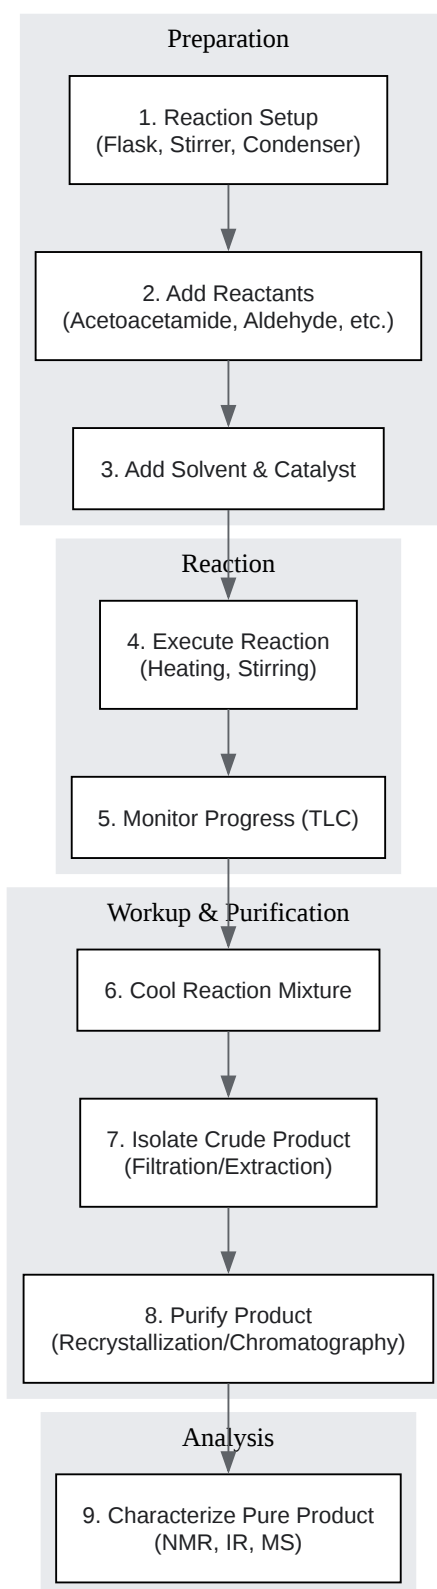 Preparation
1. Reaction Setup
(Flask, Stirrer, Condenser)
2. Add Reactants
(Acetoacetamide, Aldehyde, etc.)
3. Add Solvent & Catalyst
Reaction
4. Execute Reaction
(Heating, Stirring)
5. Monitor Progress (TLC)
Workup & Purification
6. Cool Reaction Mixture
7. Isolate Crude Product
(Filtration/Extraction)
8. Purify Product
(Recrystallization/Chromatography)
Analysis
9. Characterize Pure Product
(NMR, IR, MS)